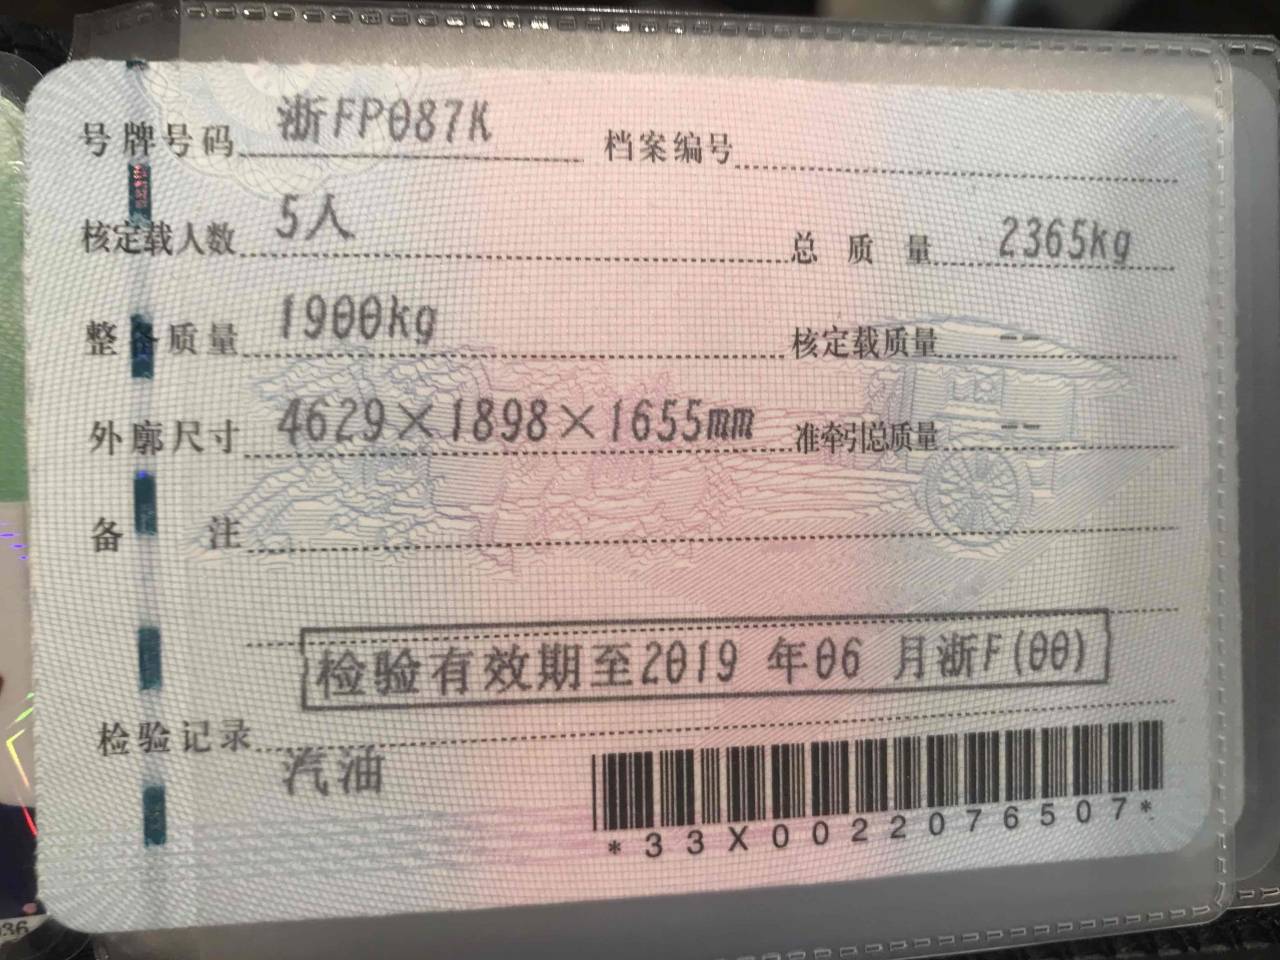 号牌号码 浙FP087K 档案编号
核定载人数 5人 总质量 2365kg
整备质量 1900kg 核定载质量 --
外廓尺寸 4629×1898×1655mm 准牵引总质量 --
备注
检验有效期至2019 年06 月浙F(00)
检验记录
汽油
*33X0022076507*
36